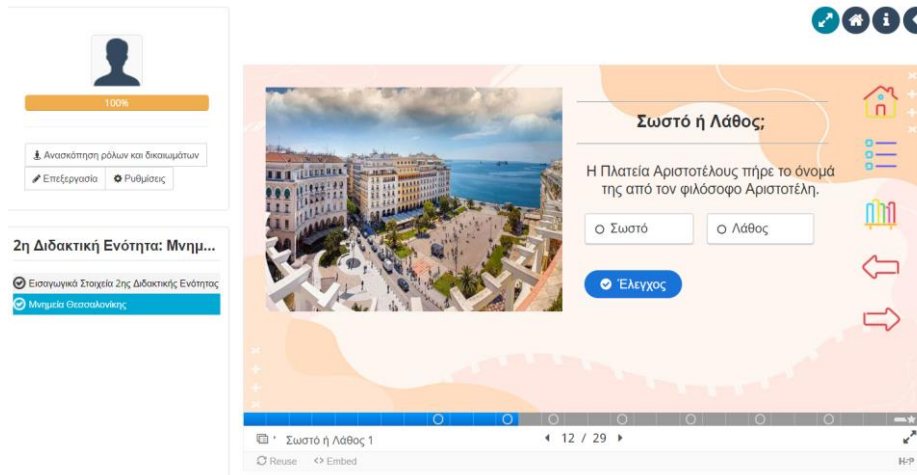 100%
Ανασκόπηση ρόλων και δικαιωμάτων
Επεξεργασία
Ρυθμίσεις
2η Διδακτική Ενότητα: Μνημ...
Εισαγωγικά Στοιχεία 2ης Διδακτικής Ενότητας
Μνημεία Θεσσαλονίκης
Σωστό ή Λάθος;
Η Πλατεία Αριστοτέλους πήρε το όνομά
της από τον φιλόσοφο Αριστοτέλη.
Σωστό
Λάθος
Έλεγχος
Σωστό ή Λάθος 1
12 / 29
Reuse
<> Embed
H-P